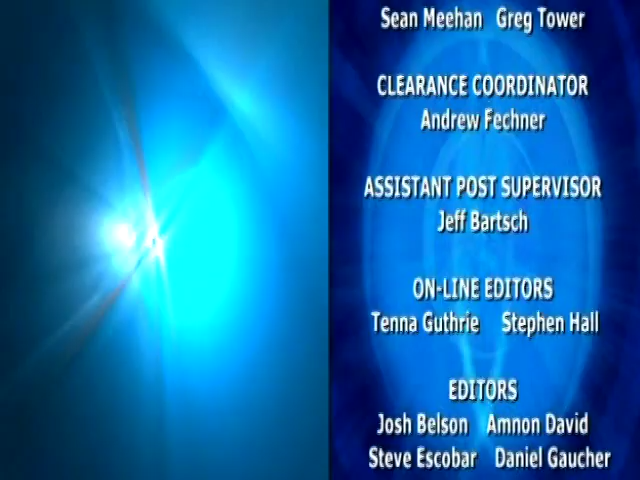 Sean Meehan Greg Tower
CLEARANCE COORDINATOR
Andrew Fechner
ASSISTANT POST SUPERVISOR
Jeff Bartsch
ON-LINE EDITORS
Tenna Guthrie Stephen Hall
EDITORS
Josh Belson Amnon David
Steve Escobar Daniel Gaucher